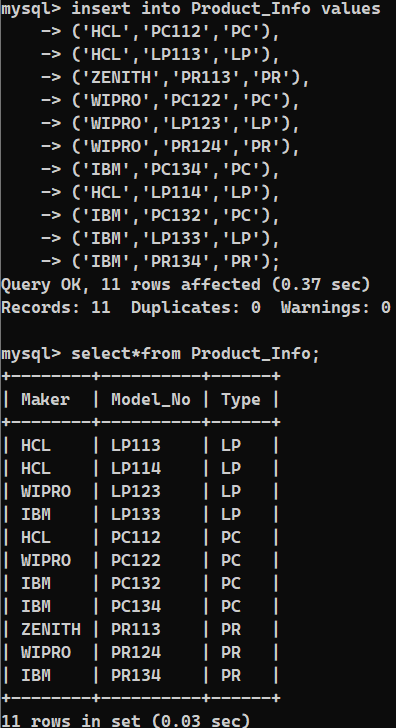 mysql> insert into Product_Info values
    -> ('HCL','PC112','PC'),
    -> ('HCL','LP113','LP'),
    -> ('ZENITH','PR113','PR'),
    -> ('WIPRO','PC122','PC'),
    -> ('WIPRO','LP123','LP'),
    -> ('WIPRO','PR124','PR'),
    -> ('IBM','PC134','PC'),
    -> ('HCL','LP114','LP'),
    -> ('IBM','PC132','PC'),
    -> ('IBM','LP133','LP'),
    -> ('IBM','PR134','PR');
Query OK, 11 rows affected (0.37 sec)
Records: 11  Duplicates: 0  Warnings: 0

mysql> select*from Product_Info;
+--------+----------+------+
| Maker  | Model_No | Type |
+--------+----------+------+
| HCL    | LP113    | LP   |
| HCL    | LP114    | LP   |
| WIPRO  | LP123    | LP   |
| IBM    | LP133    | LP   |
| HCL    | PC112    | PC   |
| WIPRO  | PC122    | PC   |
| IBM    | PC132    | PC   |
| IBM    | PC134    | PC   |
| ZENITH | PR113    | PR   |
| WIPRO  | PR124    | PR   |
| IBM    | PR134    | PR   |
+--------+----------+------+
11 rows in set (0.03 sec)